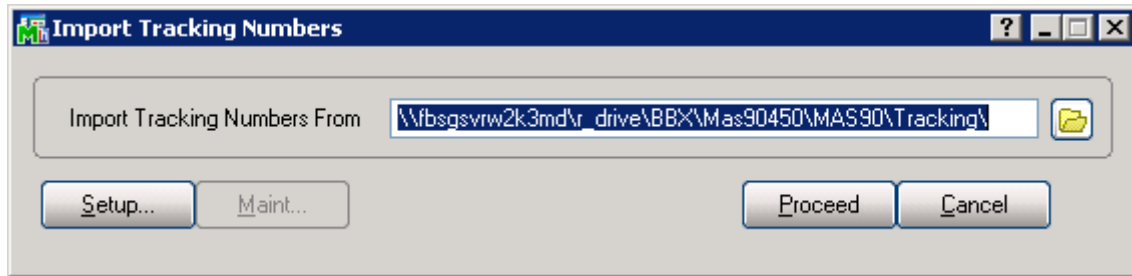 Import Tracking Numbers
Import Tracking Numbers From \\fbsgsvrw2k3md\r_drive\BBX\Mas90450\MAS90\Tracking\
Setup... Maint... Proceed Cancel